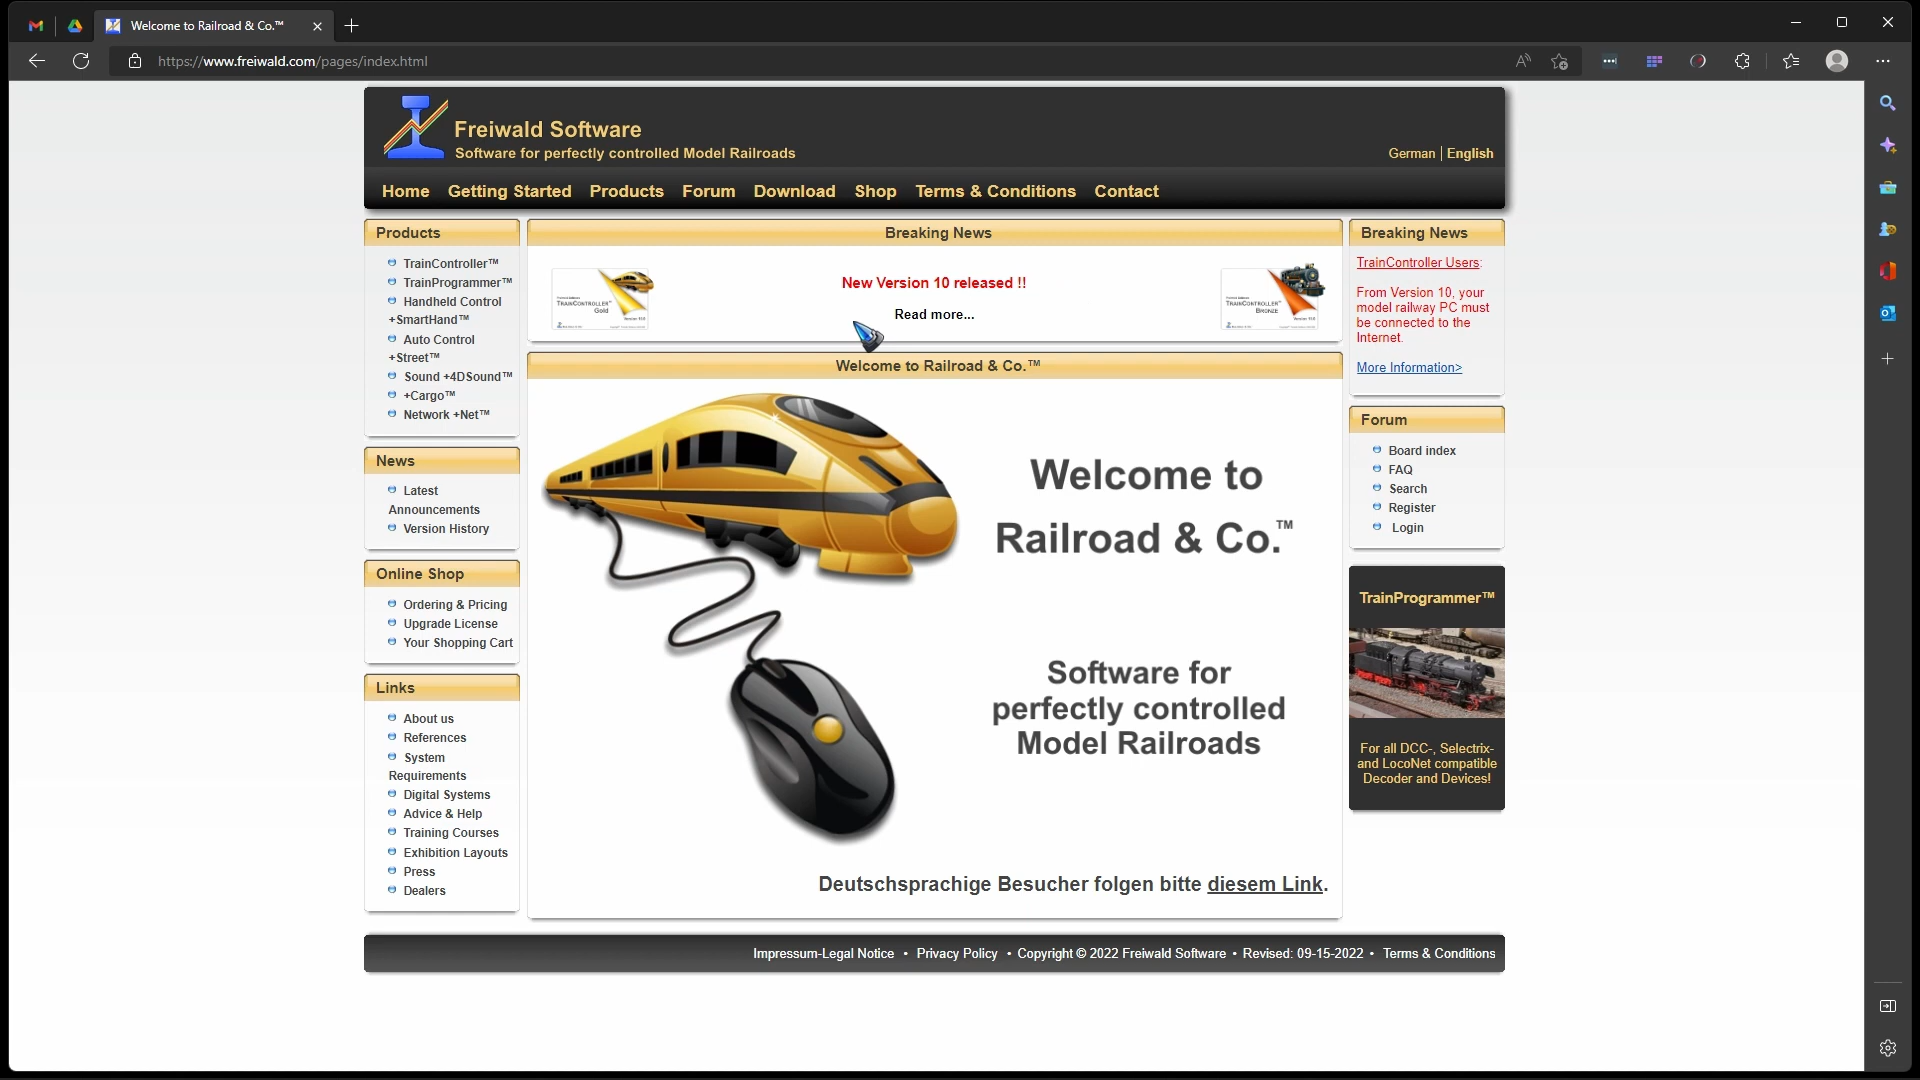 Welcome to Railroad & Co.™
https://www.freiwald.com/pages/index.html
Freiwald Software
Software for perfectly controlled Model Railroads
German | English
Home Getting Started Products Forum Download Shop Terms & Conditions Contact
Products
TrainController™
TrainProgrammer™
Handheld Control
+SmartHand™
Auto Control
+Street™
Sound +4DSound™
+Cargo™
Network +Net™
News
Latest
Announcements
Version History
Online Shop
Ordering & Pricing
Upgrade License
Your Shopping Cart
Links
About us
References
System
Requirements
Digital Systems
Advice & Help
Training Courses
Exhibition Layouts
Press
Dealers
Breaking News
TRAINCONTROLLER™
Gold
New Version 10 released !!
Read more...
TRAINCONTROLLER™
BRONZE
Welcome to Railroad & Co.™
Welcome to
Railroad & Co.™
Software for
perfectly controlled
Model Railroads
Deutschsprachige Besucher folgen bitte diesem Link.
Breaking News
TrainController Users:
From Version 10, your
model railway PC must
be connected to the
Internet.
More Information>
Forum
Board index
FAQ
Search
Register
Login
TrainProgrammer™
For all DCC-, Selectrix-
and LocoNet compatible
Decoder and Devices!
Impressum-Legal Notice • Privacy Policy • Copyright © 2022 Freiwald Software • Revised: 09-15-2022 • Terms & Conditions